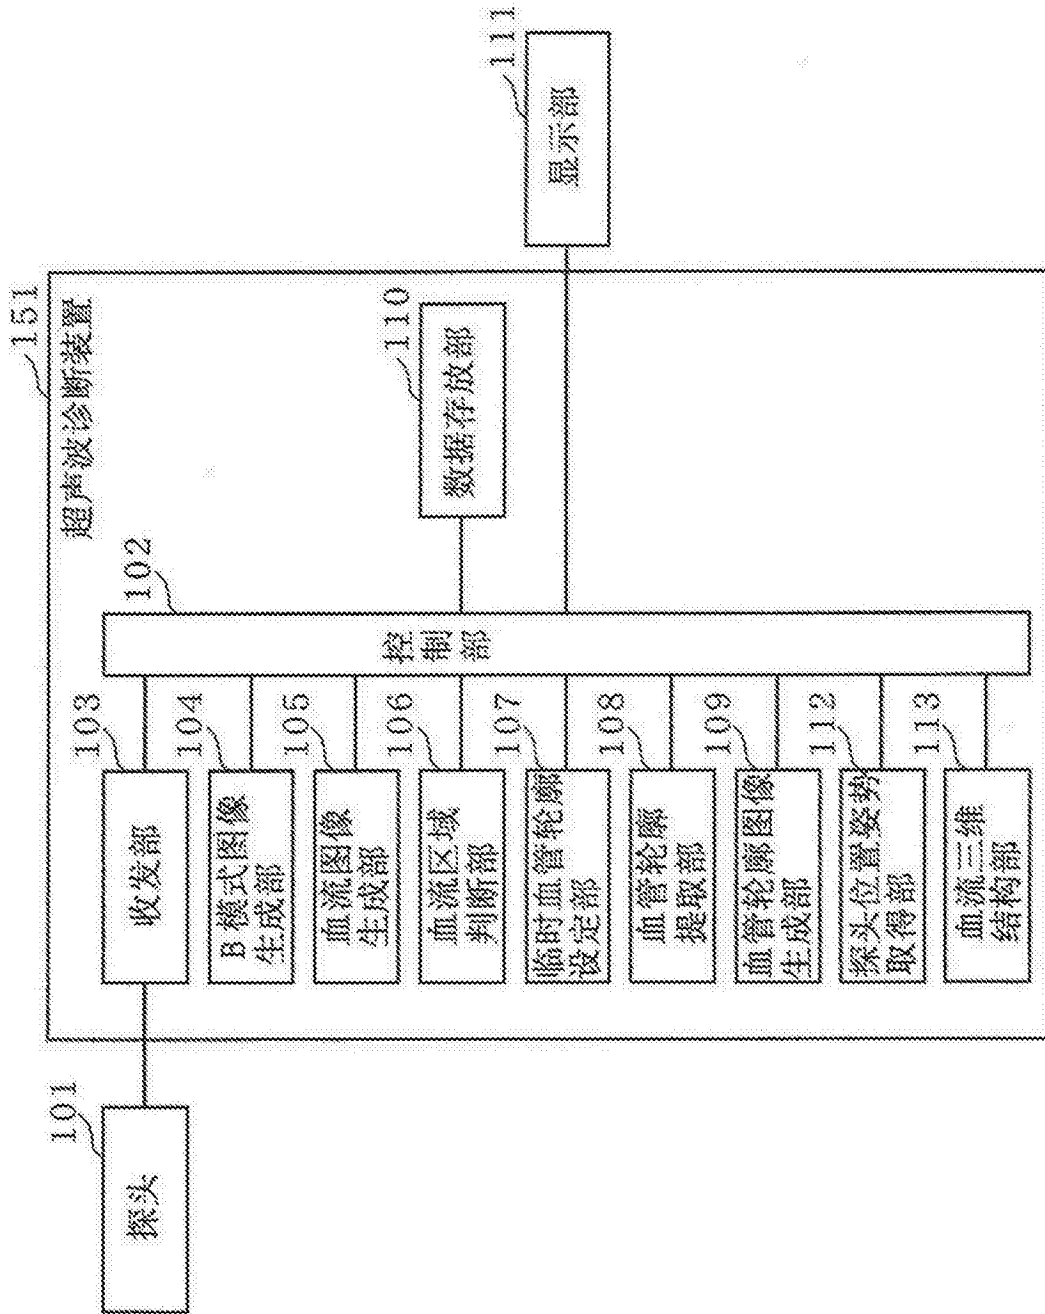 151
超声波诊断装置
101
探头
103
收发部
104
B 模式图像
生成部
105
血流图像
生成部
106
血流区域
判断部
107
临时血管轮廓
设定部
108
血管轮廓
提取部
109
血管轮廓图像
生成部
112
探头位置姿势
取得部
113
血流三维
结构部
102
控制部
110
数据存放部
111
显示部